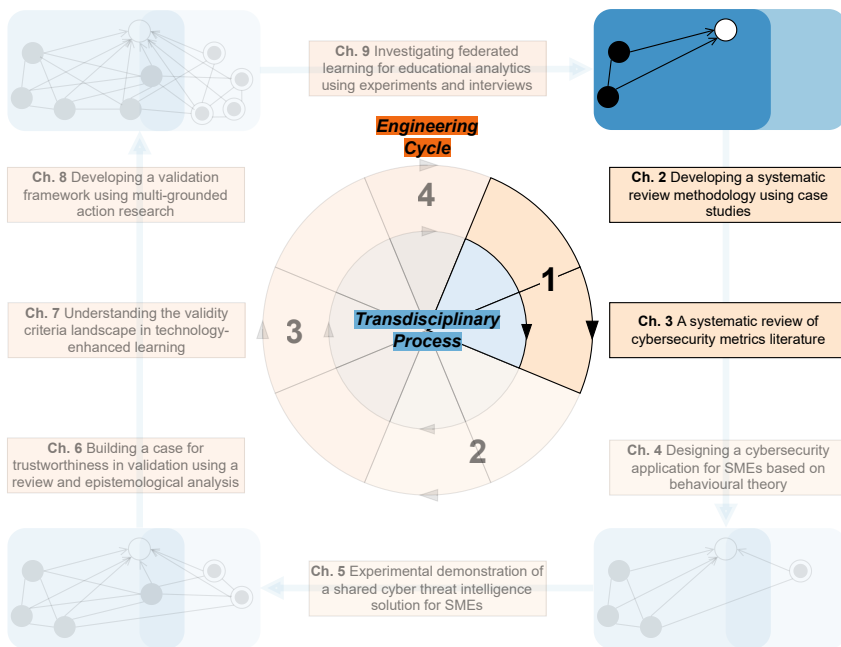 Ch. 9 Investigating federated
learning for educational analytics
using experiments and interviews
Engineering
Cycle
Ch. 8 Developing a validation
framework using multi-grounded
action research
4
Ch. 2 Developing a systematic
review methodology using case
studies
1
Ch. 7 Understanding the validity
criteria landscape in technology-
enhanced learning
3
Transdisciplinary
Process
Ch. 3 A systematic review of
cybersecurity metrics literature
Ch. 6 Building a case for
trustworthiness in validation using a
review and epistemological analysis
2
Ch. 4 Designing a cybersecurity
application for SMEs based on
behavioural theory
Ch. 5 Experimental demonstration of
a shared cyber threat intelligence
solution for SMEs